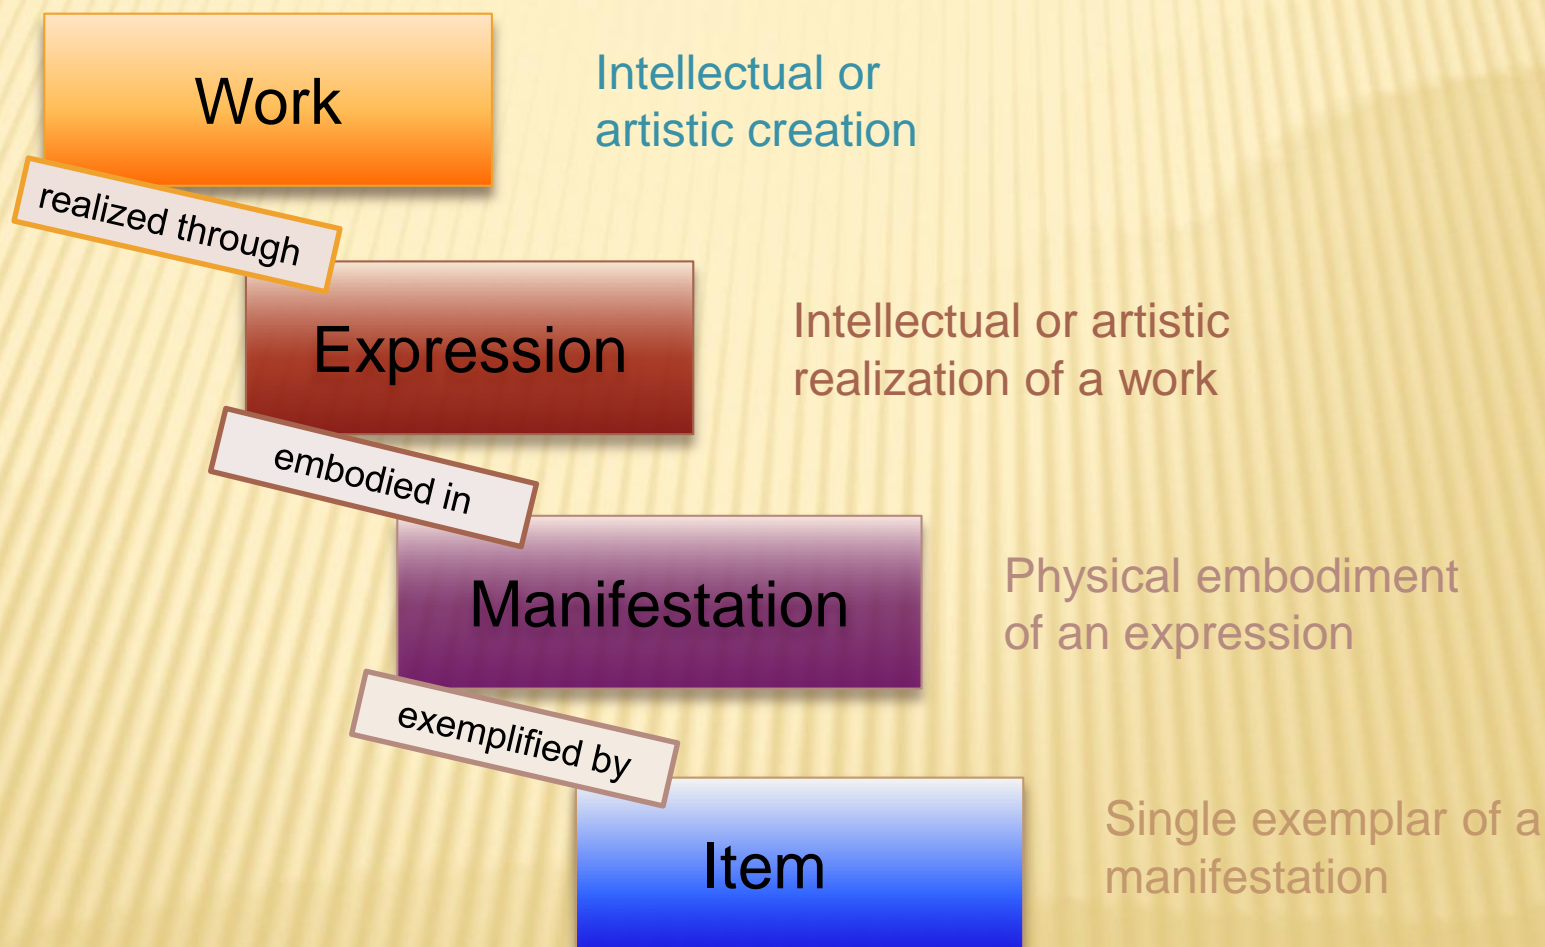 Work
Intellectual or
artistic creation
realized through
Expression
Intellectual or artistic
realization of a work
embodied in
Manifestation
Physical embodiment
of an expression
exemplified by
Item
Single exemplar of a
manifestation